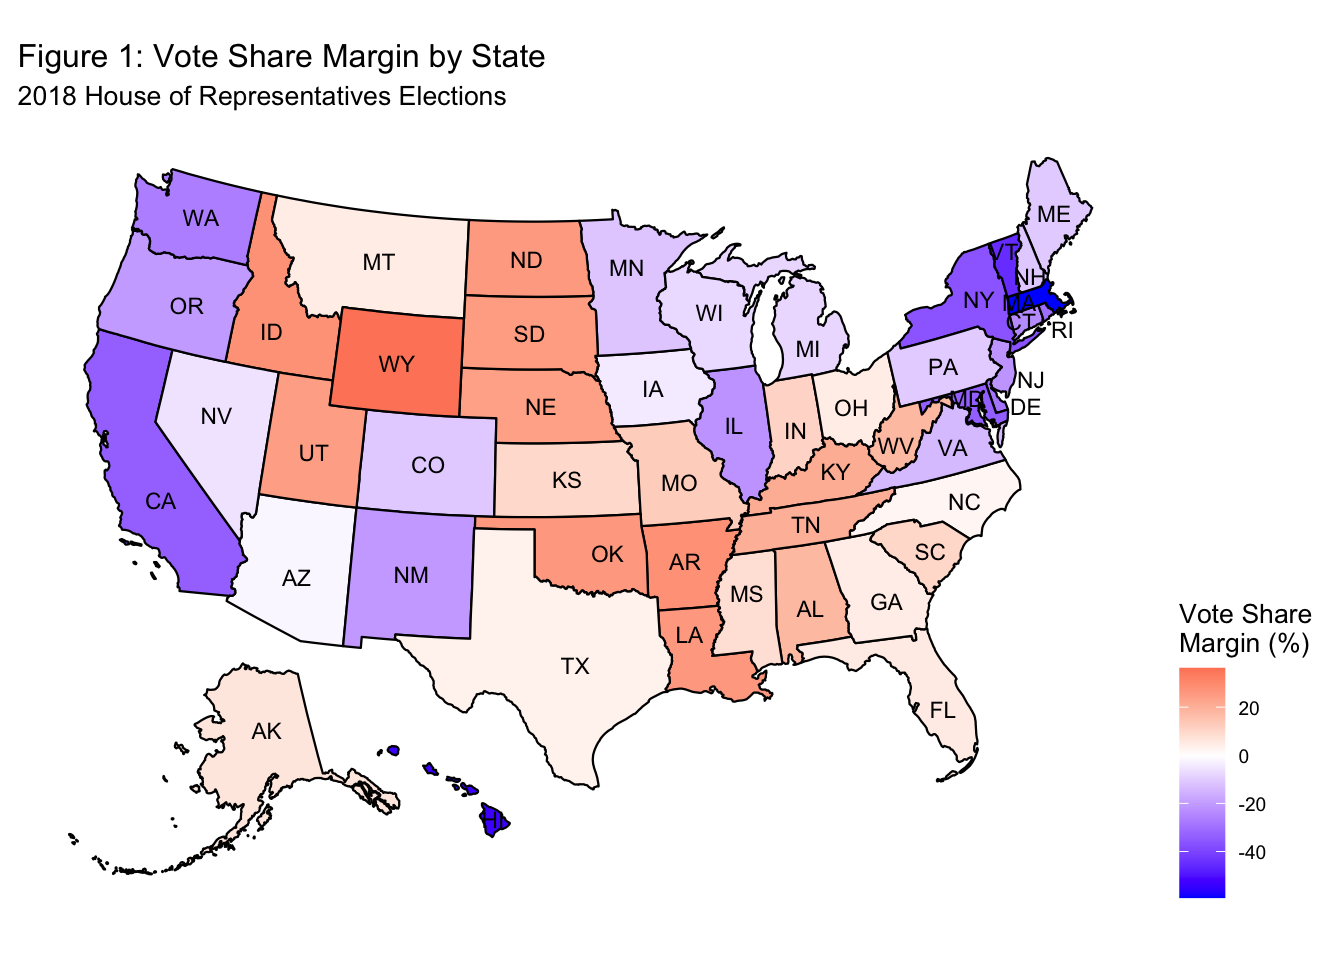 Figure 1: Vote Share Margin by State
2018 House of Representatives Elections
WA
ME
MT
ND
MN
VT
NH
OR
ID
SD
WI
NY
MA
CT
RI
MI
WY
PA
NJ
NV
IA
NE
OH
MD
DE
UT
CO
IL
IN
WV
VA
KS
MO
KY
CA
NC
TN
OK
AR
SC
AZ
NM
MS
AL
GA
LA
TX
FL
AK
Vote Share
Margin (%)
20
0
-20
-40